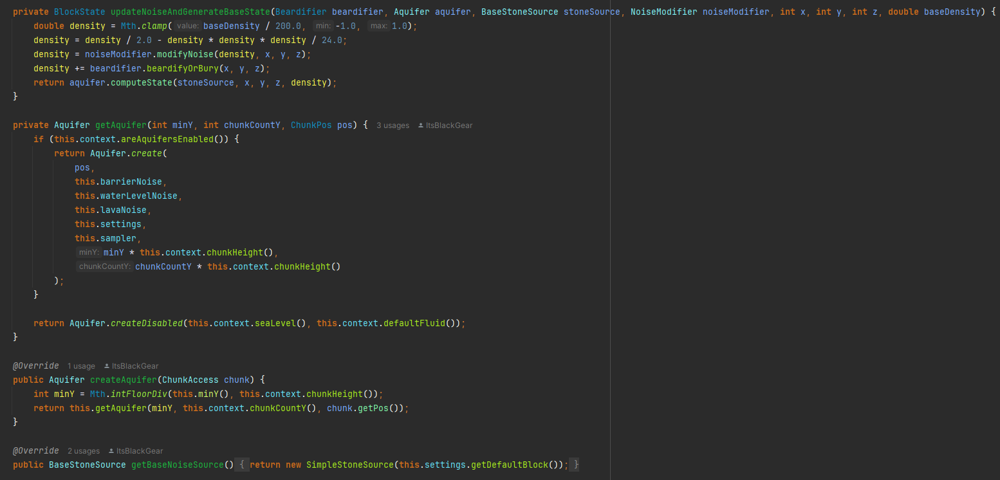 private BlockState updateNoiseAndGenerateBaseState(Beardifier beardifier, Aquifer aquifer, BaseStoneSource stoneSource, NoiseModifier noiseModifier, int x, int y, int z, double baseDensity) {
double density = Mth.clamp( value: baseDensity / 200.0, min: -1.0, max: 1.0);
density = density / 2.0 - density * density * density / 24.0;
density = noiseModifier.modifyNoise(density, x, y, z);
density += beardifier.beardifyOrBury(x, y, z);
return aquifer.computeState(stoneSource, x, y, z, density);
}
private Aquifer getAquifer(int minY, int chunkCountY, ChunkPos pos) { 3 usages ItsBlackGear
if (this.context.areAquifersEnabled()) {
return Aquifer.create(
pos,
this.barrierNoise,
this.waterLevelNoise,
this.lavaNoise,
this.settings,
this.sampler,
minY: minY * this.context.chunkHeight(),
chunkCountY: chunkCountY * this.context.chunkHeight()
);
}
return Aquifer.createDisabled(this.context.seaLevel(), this.context.defaultFluid());
}
@Override 1 usage ItsBlackGear
public Aquifer createAquifer(ChunkAccess chunk) {
int minY = Mth.intFloorDiv(this.minY(), this.context.chunkHeight());
return this.getAquifer(minY, this.context.chunkCountY(), chunk.getPos());
}
@Override 2 usages ItsBlackGear
public BaseStoneSource getBaseNoiseSource() { return new SimpleStoneSource(this.settings.getDefaultBlock()); }